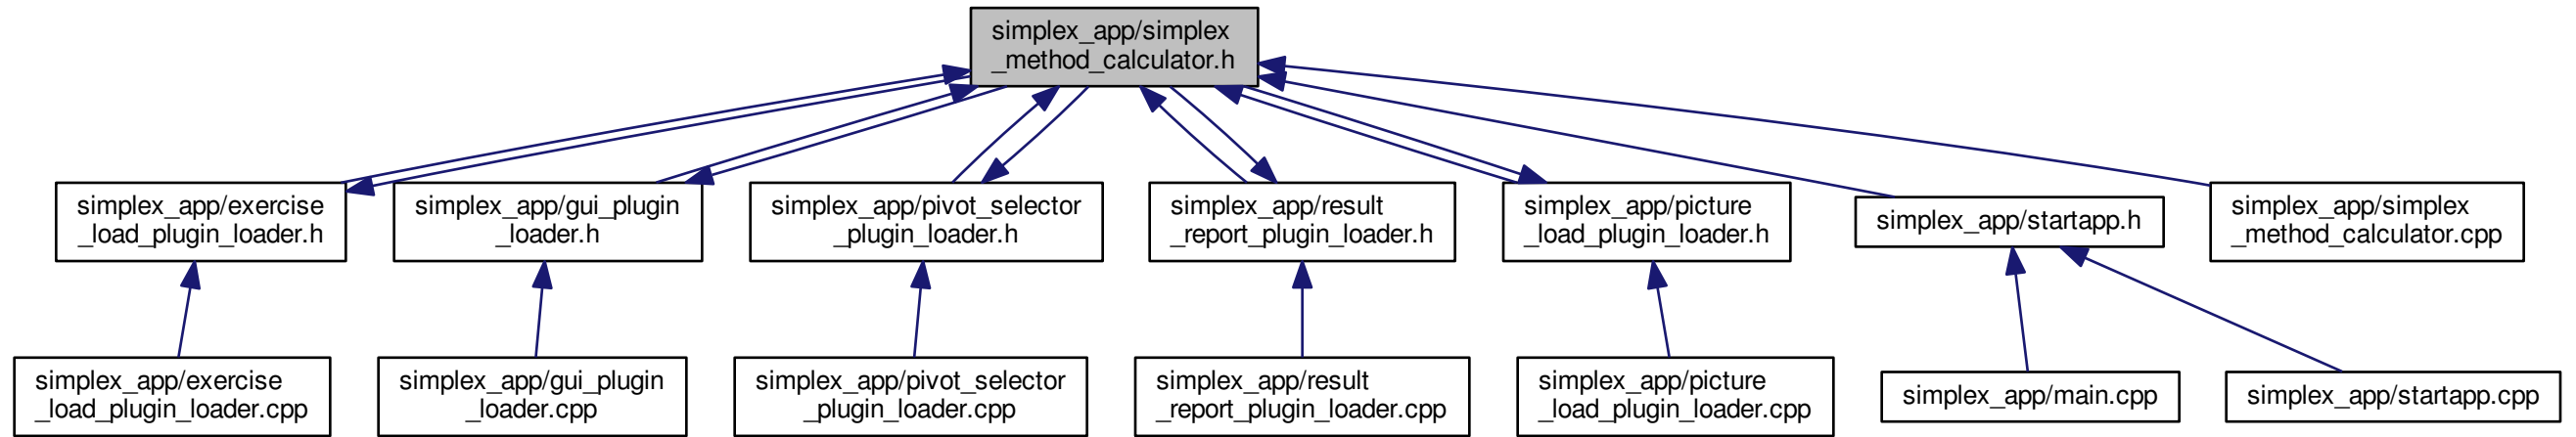 simplex_app/simplex
_method_calculator.h
simplex_app/exercise
_load_plugin_loader.h
simplex_app/gui_plugin
_loader.h
simplex_app/pivot_selector
_plugin_loader.h
simplex_app/result
_report_plugin_loader.h
simplex_app/picture
_load_plugin_loader.h
simplex_app/startapp.h
simplex_app/simplex
_method_calculator.cpp
simplex_app/exercise
_load_plugin_loader.cpp
simplex_app/gui_plugin
_loader.cpp
simplex_app/pivot_selector
_plugin_loader.cpp
simplex_app/result
_report_plugin_loader.cpp
simplex_app/picture
_load_plugin_loader.cpp
simplex_app/main.cpp
simplex_app/startapp.cpp